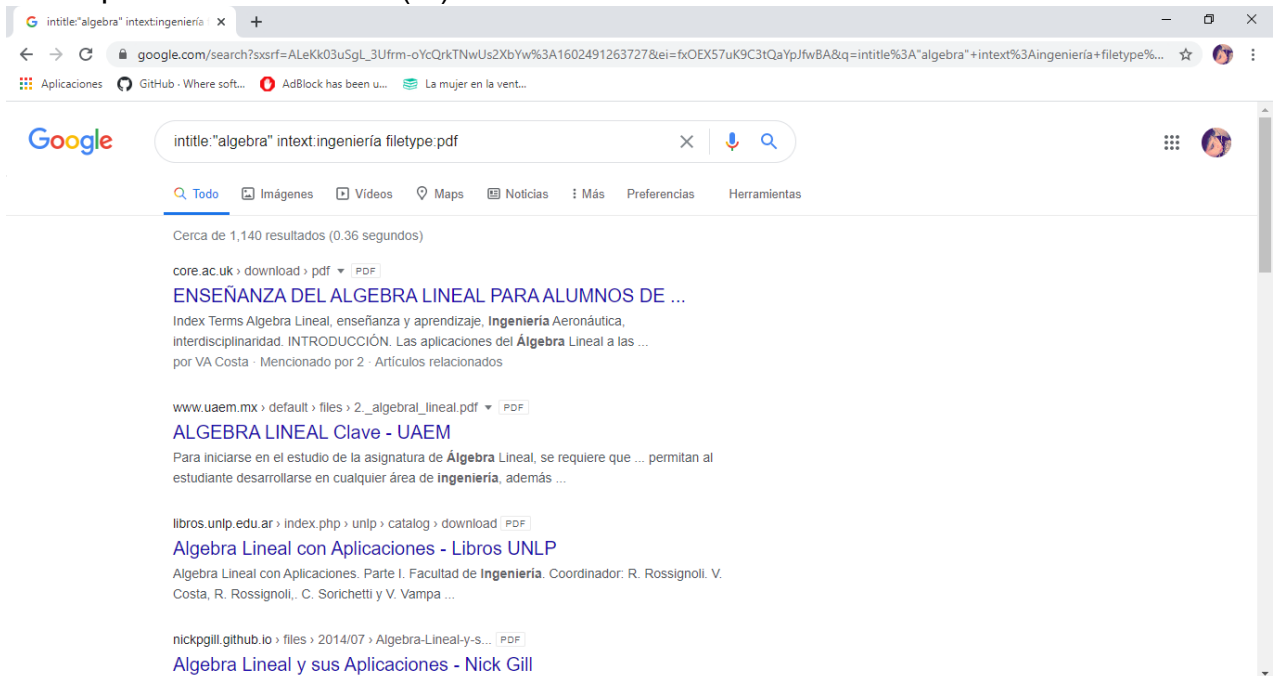 intitle:"algebra" intext:ingeniería
google.com/search?sxsrf=ALeKk03uSgL_3Ufrm-oYcQrkTNwUs2XbYw%3A1602491263727&ei=fxOEX57uK9C3tQaYpJfwBA&q=intitle%3A"algebra"+intext%3Aingeniería+filetype%...
Aplicaciones GitHub · Where soft... AdBlock has been u... La mujer en la vent...
Google
intitle:"algebra" intext:ingeniería filetype:pdf
Todo Imágenes Vídeos Maps Noticias Más Preferencias Herramientas
Cerca de 1,140 resultados (0.36 segundos)
core.ac.uk › download › pdf PDF
ENSEÑANZA DEL ALGEBRA LINEAL PARA ALUMNOS DE ...
Index Terms Algebra Lineal, enseñanza y aprendizaje, Ingeniería Aeronáutica,
interdisciplinaridad. INTRODUCCIÓN. Las aplicaciones del Álgebra Lineal a las ...
por VA Costa · Mencionado por 2 · Artículos relacionados
www.uaem.mx › default › files › 2._algebral_lineal.pdf PDF
ALGEBRA LINEAL Clave - UAEM
Para iniciarse en el estudio de la asignatura de Álgebra Lineal, se requiere que ... permitan al
estudiante desarrollarse en cualquier área de ingeniería, además ...
libros.unlp.edu.ar › index.php › unlp › catalog › download PDF
Algebra Lineal con Aplicaciones - Libros UNLP
Algebra Lineal con Aplicaciones. Parte I. Facultad de Ingeniería. Coordinador: R. Rossignoli. V.
Costa, R. Rossignoli,. C. Sorichetti y V. Vampa ...
nickpgill.github.io › files › 2014/07 › Algebra-Lineal-y-s... PDF
Algebra Lineal y sus Aplicaciones - Nick Gill